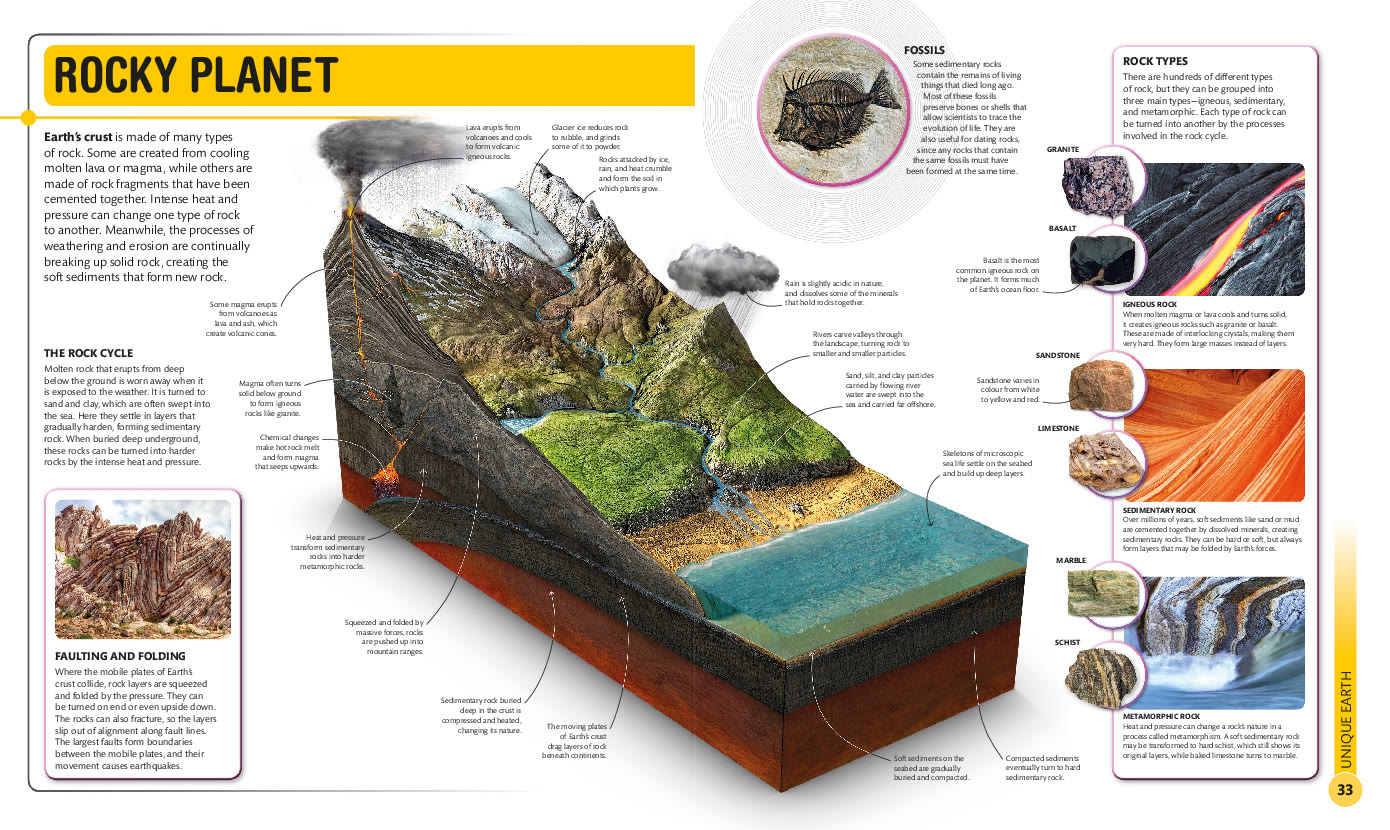 ROCKY PLANET
Earth's crust is made of many types
of rock. Some are created from cooling
molten lava or magma, while others are
made of rock fragments that have been
cemented together. Intense heat and
pressure can change one type of rock
to another. Meanwhile, the processes of
weathering and erosion are continually
breaking up solid rock, creating the
soft sediments that form new rock.
Some magma erupts
from volcanoes as
lava and ash, which
create volcanic cones.
THE ROCK CYCLE
Molten rock that erupts from deep
below the ground is worn away when it
is exposed to the weather. It is turned to
sand and clay, which are often swept into
the sea. Here they settle in layers that
gradually harden, forming sedimentary
rock. When buried deep underground,
these rocks can be turned into harder
rocks by the intense heat and pressure.
Magma often turns
solid below ground
to form igneous
rocks like granite.
Chemical changes
make hot rock melt
and form magma
that seeps upwards.
FAULTING AND FOLDING
Where the mobile plates of Earth's
crust collide, rock layers are squeezed
and folded by the pressure. They can
be turned on end or even upside down.
The rocks can also fracture, so the layers
slip out of alignment along fault lines.
The largest faults form boundaries
between the mobile plates, and their
movement causes earthquakes.
Heat and pressure
transform sedimentary
rocks into harder
metamorphic rocks.
Squeezed and folded by
massive forces, rocks
are pushed up into
mountain ranges.
Sedimentary rock buried
deep in the crust is
compressed and heated,
changing its nature.
The moving plates
of Earth's crust
drag layers of rock
beneath continents.
Lava erupts from
volcanoes and cools
to form volcanic
igneous rocks.
Glacier ice reduces rock
to rubble, and grinds
some of it to powder.
Rocks attacked by ice,
rain, and heat crumble
and form the soil in
which plants grow.
Rain is slightly acidic in nature,
and dissolves some of the minerals
that hold rocks together.
Rivers carve valleys through
the landscape, turning rock to
smaller and smaller particles.
Sand, silt, and clay particles
carried by flowing river
water are swept into the
sea and carried far offshore.
Skeletons of microscopic
sea life settle on the seabed
and build up deep layers.
Soft sediments on the
seabed are gradually
buried and compacted.
Compacted sediments
eventually turn to hard
sedimentary rock.
FOSSILS
Some sedimentary rocks
contain the remains of living
things that died long ago.
Most of these fossils
preserve bones or shells that
allow scientists to trace the
evolution of life. They are
also useful for dating rocks,
since any rocks that contain
the same fossils must have
been formed at the same time.
ROCK TYPES
There are hundreds of different types
of rock, but they can be grouped into
three main types—igneous, sedimentary,
and metamorphic. Each type of rock can
be turned into another by the processes
involved in the rock cycle.
GRANITE
BASALT
Basalt is the most
common igneous rock on
the planet. It forms much
of Earth's ocean floor.
IGNEOUS ROCK
When molten magma or lava cools and turns solid,
it creates igneous rocks such as granite or basalt.
These are made of interlocking crystals, making them
very hard. They form large masses instead of layers.
SANDSTONE
Sandstone varies in
colour from white
to yellow and red.
LIMESTONE
SEDIMENTARY ROCK
Over millions of years, soft sediments like sand or mud
are cemented together by dissolved minerals, creating
sedimentary rocks. They can be hard or soft, but always
form layers that may be folded by Earth's forces.
MARBLE
SCHIST
METAMORPHIC ROCK
Heat and pressure can change a rock's nature in a
process called metamorphism. A soft sedimentary rock
may be transformed to hard schist, which still shows its
original layers, while baked limestone turns to marble.
UNIQUE EARTH
33